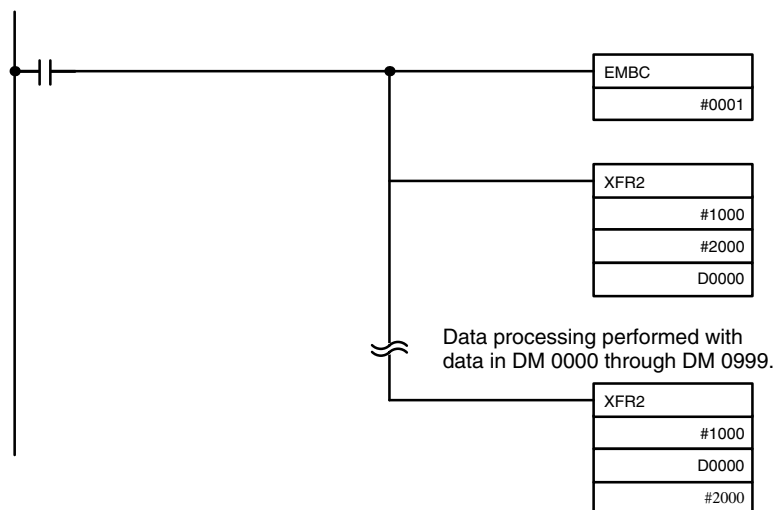 EMBC
#0001
XFR2
#1000
#2000
D0000
Data processing performed with
data in DM 0000 through DM 0999.
XFR2
#1000
D0000
#2000